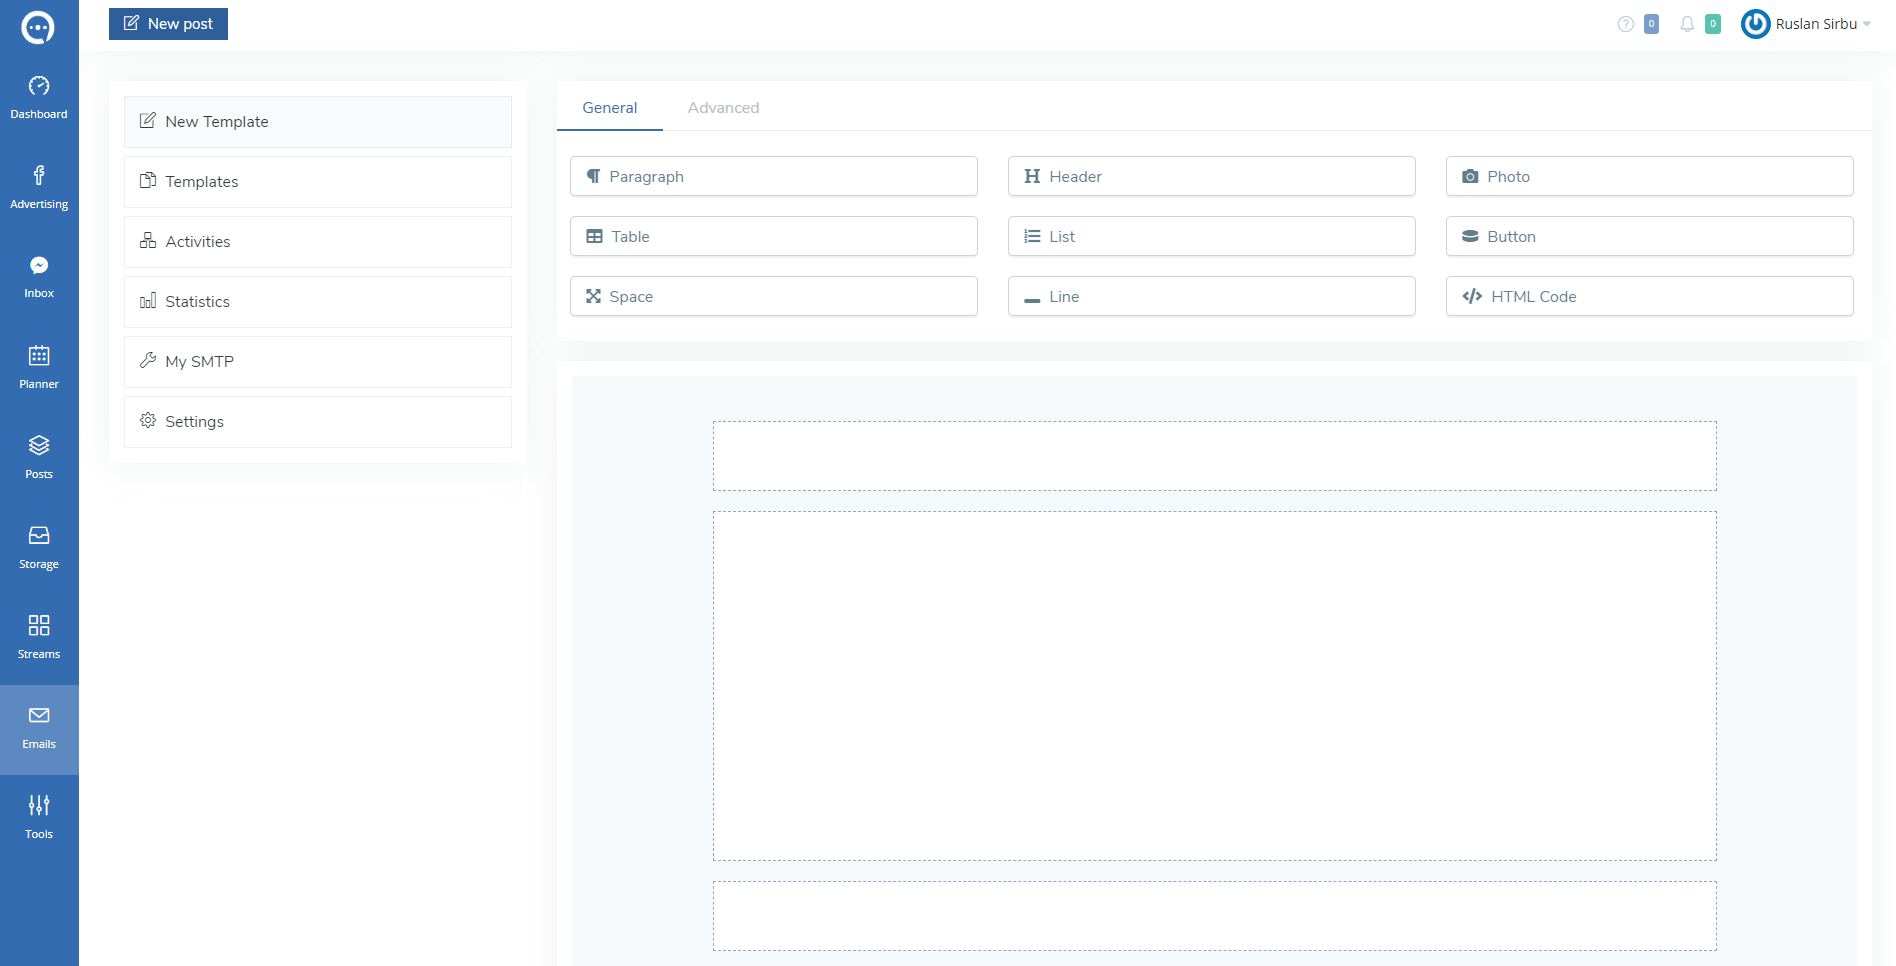 New post
0
0
Ruslan Sirbu
Dashboard
Advertising
Inbox
Planner
Posts
Storage
Streams
Emails
Tools
New Template
Templates
Activities
Statistics
My SMTP
Settings
General Advanced
Paragraph Header Photo
Table List Button
Space Line HTML Code